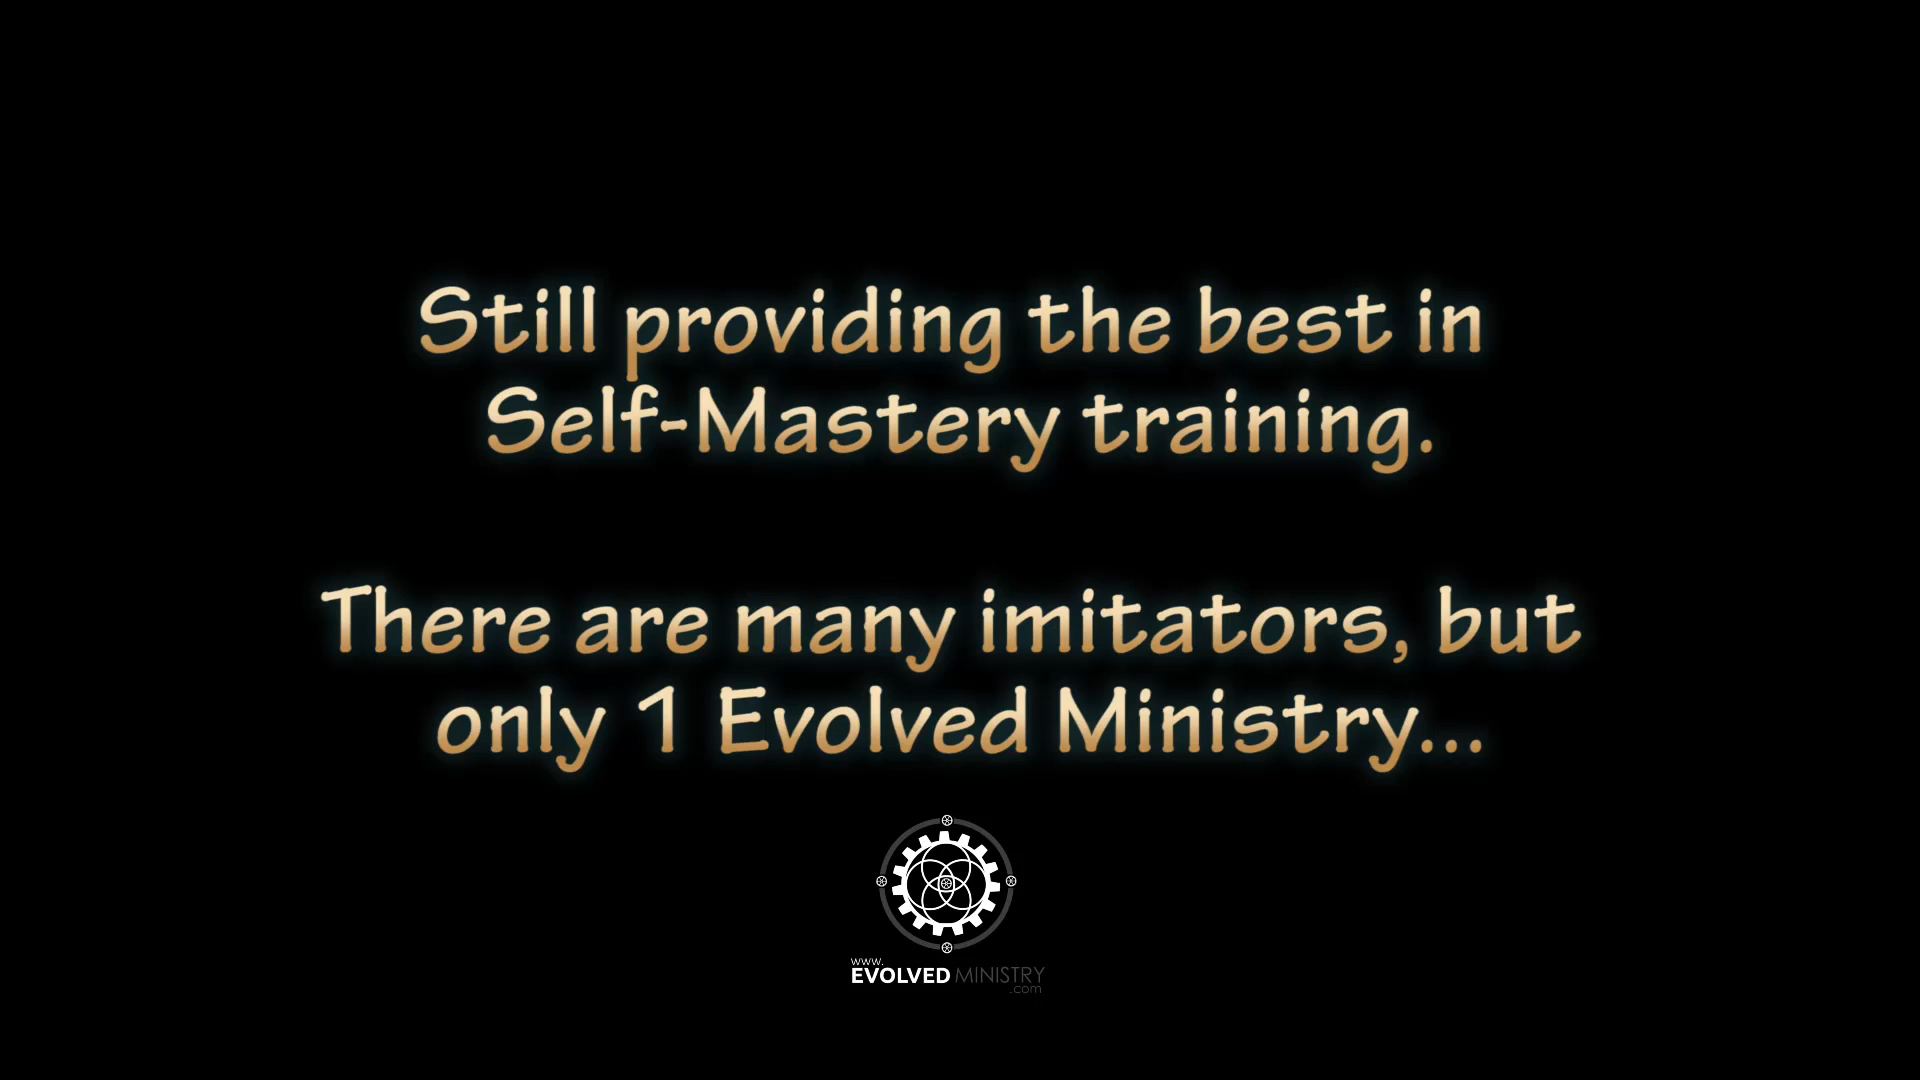 Still providing the best in
Self-Mastery training.
There are many imitators, but
only 1 Evolved Ministry...
www.
EVOLVED MINISTRY
.com